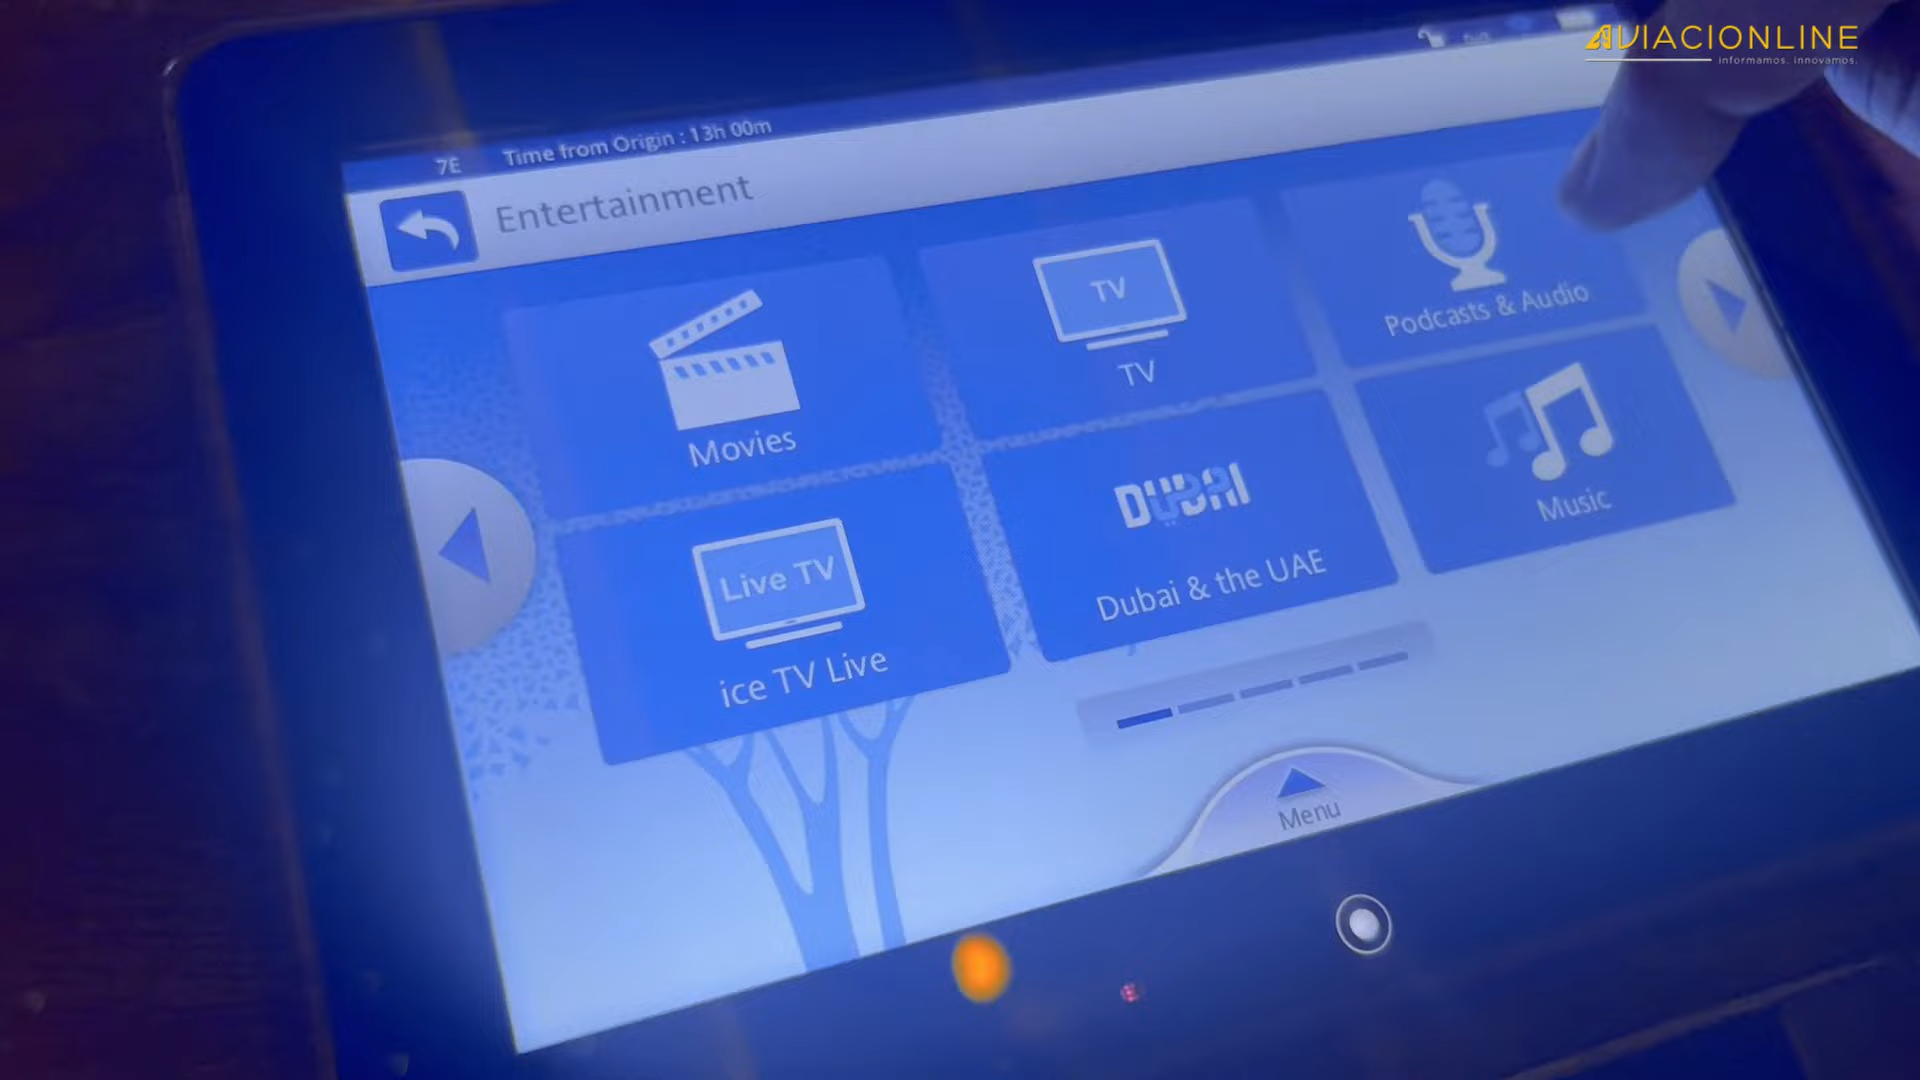 AVIACIONLINE
informamos. innovamos.
7E
Time from Origin : 13h 00m
Entertainment
Movies
TV
TV
Podcasts & Audio
Live TV
ice TV Live
DUBAI
Dubai & the UAE
Music
Menu